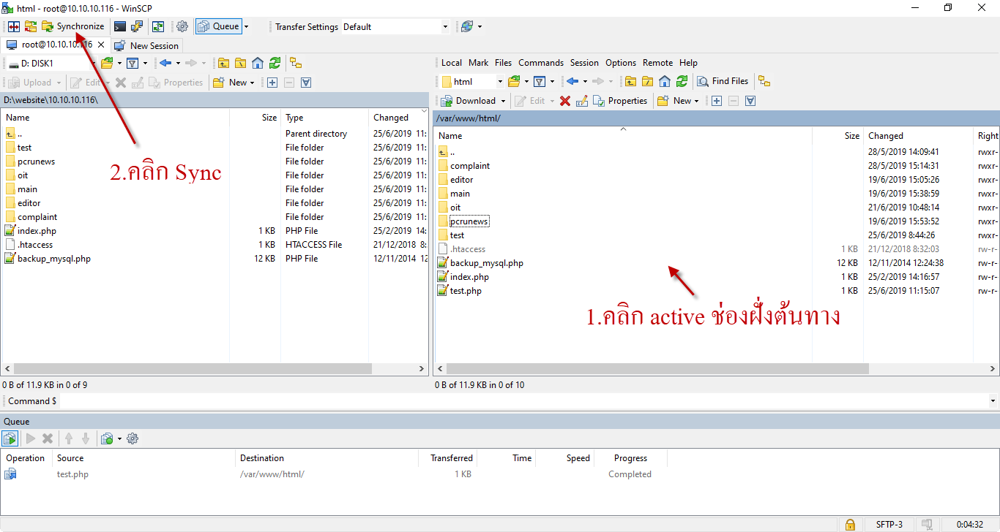 html - root@10.10.10.116 - WinSCP
Synchronize Queue Transfer Settings Default
root@10.10.10.116 New Session
D: DISK1
Upload Edit Properties New
D:\website\10.10.10.116\
Name Size Type Changed
.. Parent directory 25/6/2019 11:
test File folder 25/6/2019 11:
pcrunews File folder 25/6/2019 11:
oit File folder 25/6/2019 11:
main File folder 25/6/2019 11:
editor File folder 25/6/2019 11:
complaint File folder 25/6/2019 11:
index.php 1 KB PHP File 25/2/2019 14:
.htaccess 1 KB HTACCESS File 21/12/2018 8:
backup_mysql.php 12 KB PHP File 12/11/2014 12
2.คลิก Sync
0 B of 11.9 KB in 0 of 9
Local Mark Files Commands Session Options Remote Help
html Find Files
Download Edit Properties New
/var/www/html/
Name Size Changed Right
.. 28/5/2019 14:09:41 rwxr-
complaint 28/5/2019 15:14:31 rwxr-
editor 19/6/2019 15:05:26 rwxr-
main 19/6/2019 15:38:59 rwxr-
oit 21/6/2019 10:48:14 rwxr-
pcrunews 19/6/2019 15:53:52 rwxr-
test 25/6/2019 8:44:26 rwxr-
.htaccess 1 KB 21/12/2018 8:32:03 rw-r-
backup_mysql.php 12 KB 12/11/2014 12:24:38 rw-r-
index.php 1 KB 25/2/2019 14:16:57 rw-r-
test.php 1 KB 25/6/2019 11:15:07 rw-r-
1.คลิก active ช่องฝั่งต้นทาง
0 B of 11.9 KB in 0 of 10
Command $
Queue
Operation Source Destination Transferred Time Speed Progress
test.php /var/www/html/ 1 KB Completed
SFTP-3 0:04:32